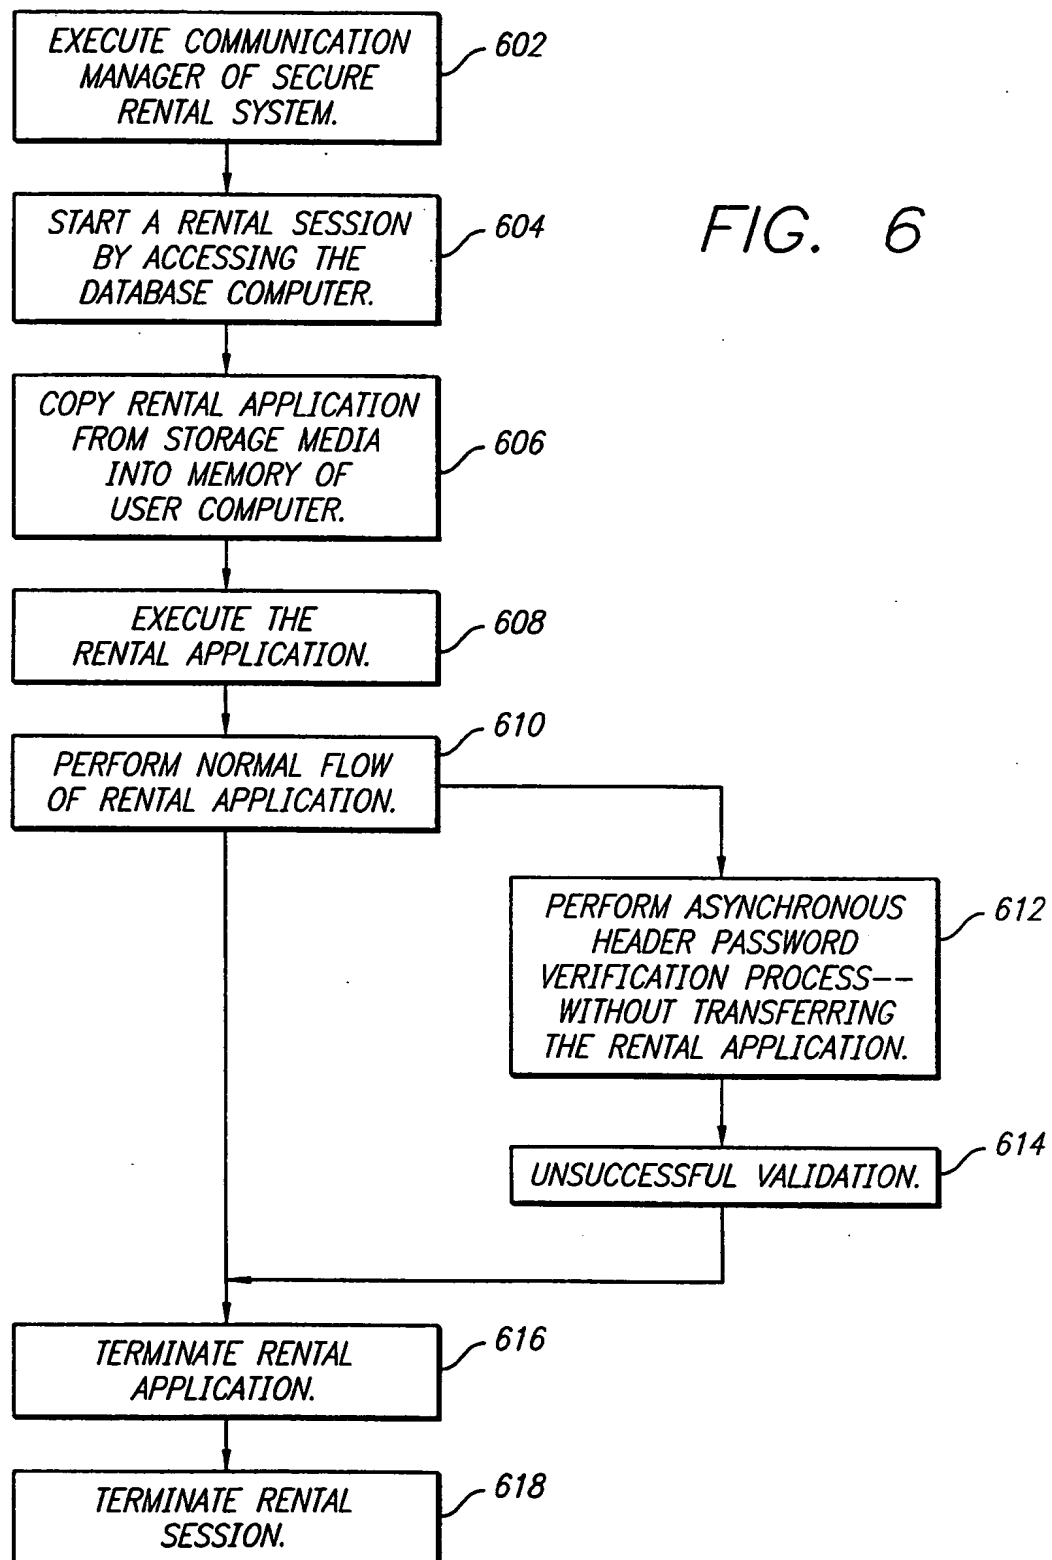 EXECUTE COMMUNICATION
MANAGER OF SECURE
RENTAL SYSTEM.
602
START A RENTAL SESSION
BY ACCESSING THE
DATABASE COMPUTER.
604
FIG. 6
COPY RENTAL APPLICATION
FROM STORAGE MEDIA
INTO MEMORY OF
USER COMPUTER.
606
EXECUTE THE
RENTAL APPLICATION.
608
PERFORM NORMAL FLOW
OF RENTAL APPLICATION.
610
PERFORM ASYNCHRONOUS
HEADER PASSWORD
VERIFICATION PROCESS--
WITHOUT TRANSFERRING
THE RENTAL APPLICATION.
612
UNSUCCESSFUL VALIDATION.
614
TERMINATE RENTAL
APPLICATION.
616
TERMINATE RENTAL
SESSION.
618